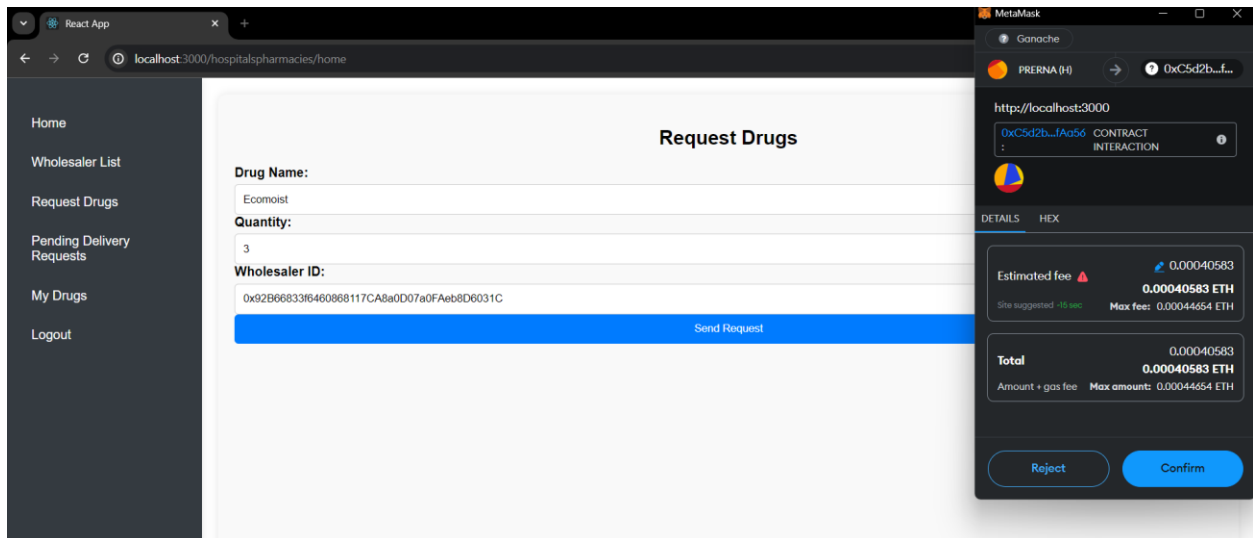 React App
localhost:3000/hospitalspharmacies/home
Home
Wholesaler List
Request Drugs
Pending Delivery
Requests
My Drugs
Logout
Request Drugs
Drug Name:
Ecomoist
Quantity:
3
Wholesaler ID:
0x92B66833f6460868117CA8a0D07a0FAeb8D6031C
Send Request
MetaMask
Ganache
PRERNA (H)
0xC5d2b...f...
http://localhost:3000
0xC5d2b...fAa56 CONTRACT
: INTERACTION
DETAILS HEX
Estimated fee 0.00040583
0.00040583 ETH
Site suggested ~15 sec Max fee: 0.00044654 ETH
Total 0.00040583
0.00040583 ETH
Amount + gas fee Max amount: 0.00044654 ETH
Reject Confirm